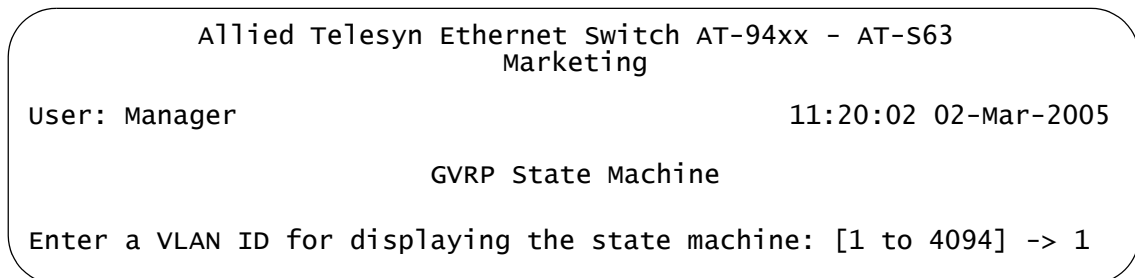 Allied Telesyn Ethernet Switch AT-94xx - AT-S63
Marketing
User: Manager 11:20:02 02-Mar-2005
GVRP State Machine
Enter a VLAN ID for displaying the state machine: [1 to 4094] -> 1